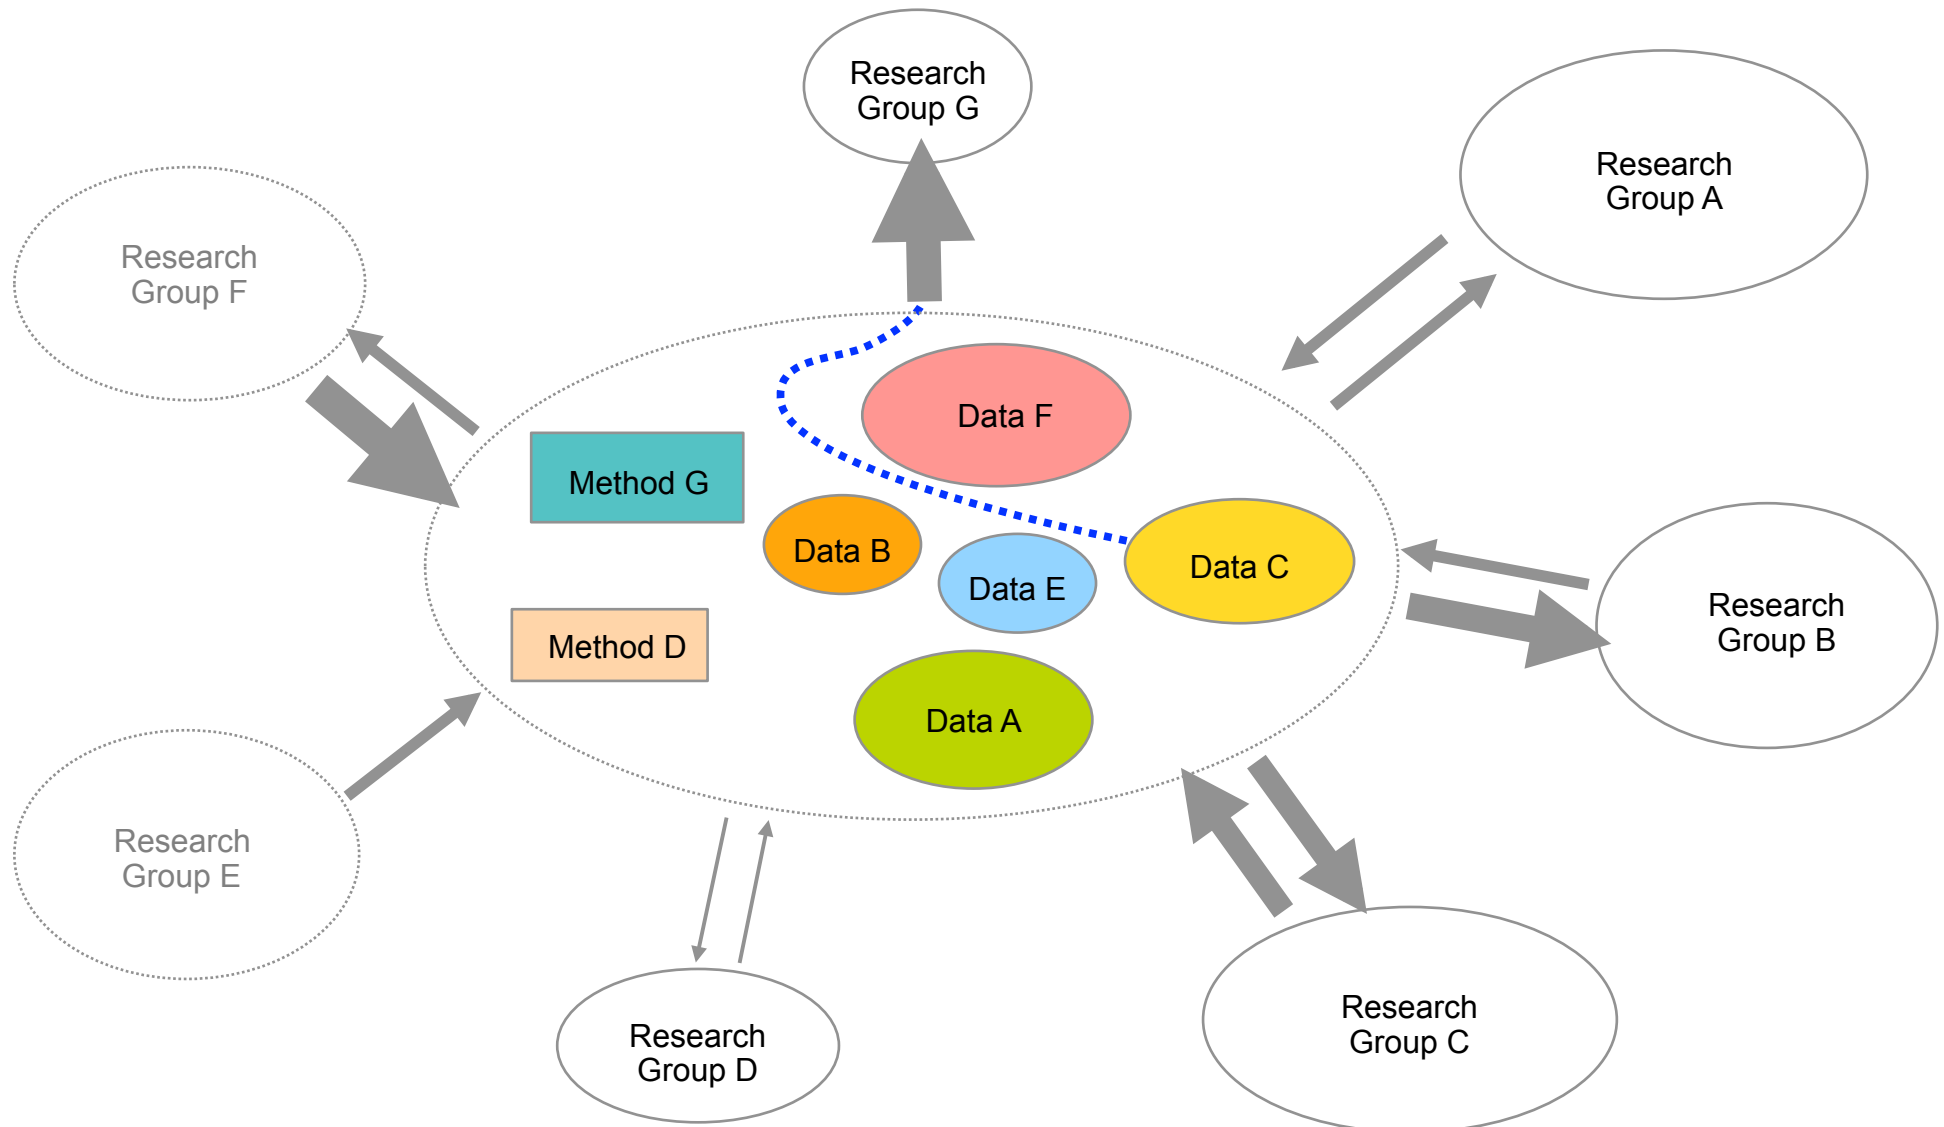 Research
Group G
Research
Group A
Research
Group F
Data F
Method G
Data B
Data E
Data C
Research
Group B
Method D
Data A
Research
Group E
Research
Group D
Research
Group C